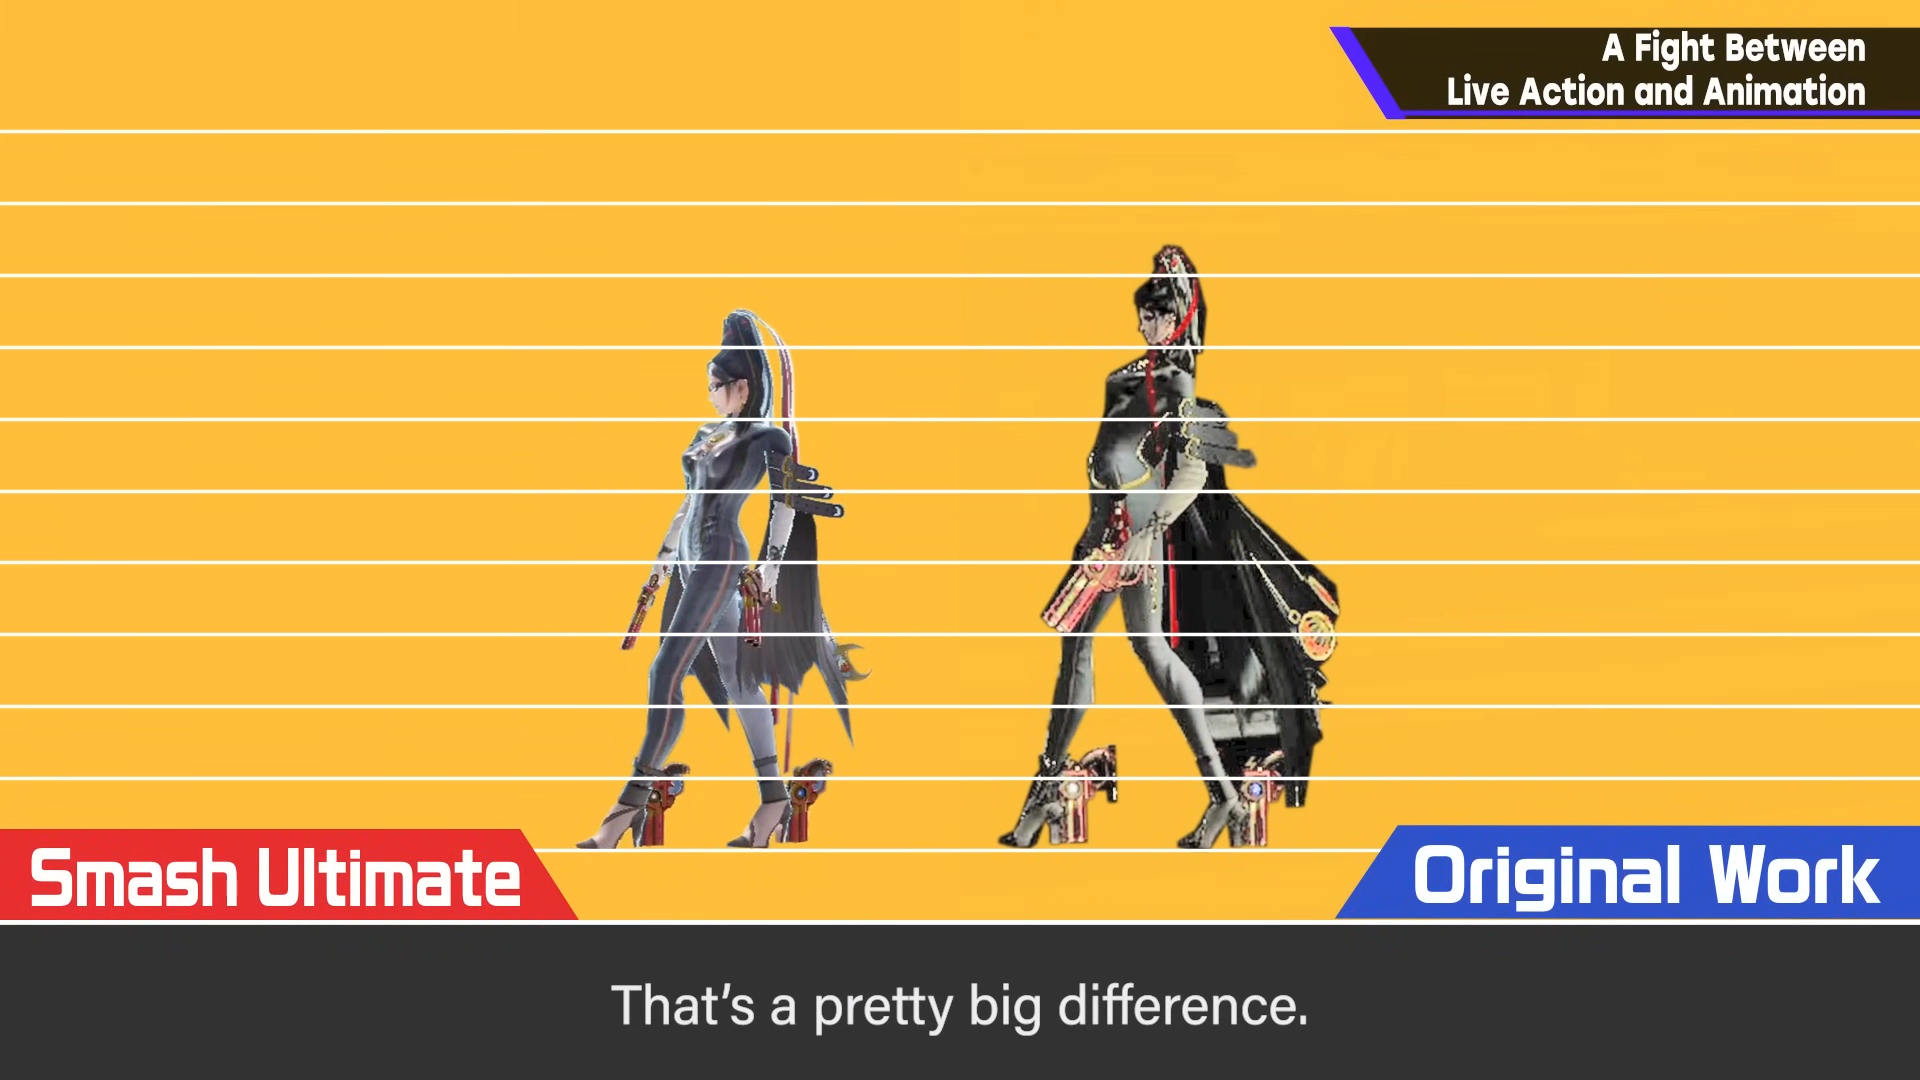 A Fight Between
Live Action and Animation
Smash Ultimate
Original Work
That's a pretty big difference.